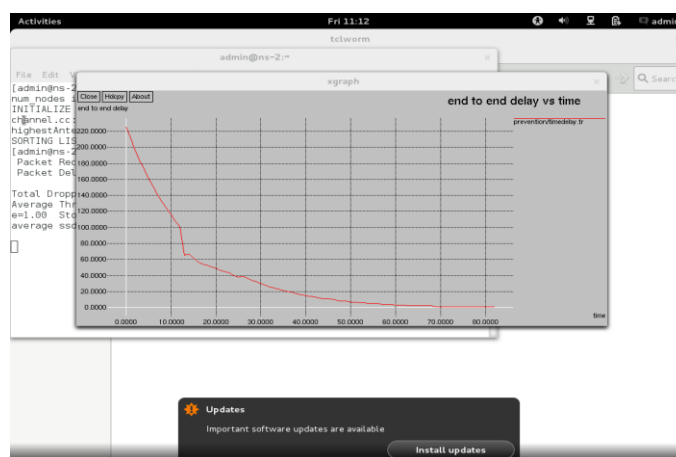 Activities
Fri 11:12
admin
tclworm
admin@ns-2:~
File Edit V
Searc
xgraph
[admin@ns-2
num_nodes i
INITIALIZE
channel.cc:
highestAnte
SORTING LIS
[admin@ns-2
Packet Rec
Packet Del
Total Dropp
Average Thr
e=1.00 Sto
average ssd
Close Hdcpy About
end to end delay vs time
end to end delay
prevention/timedelay.tr
220.0000
200.0000
180.0000
160.0000
140.0000
120.0000
100.0000
80.0000
60.0000
40.0000
20.0000
0.0000
0.0000 10.0000 20.0000 30.0000 40.0000 50.0000 60.0000 70.0000 80.0000
time
Updates
Important software updates are available
Install updates